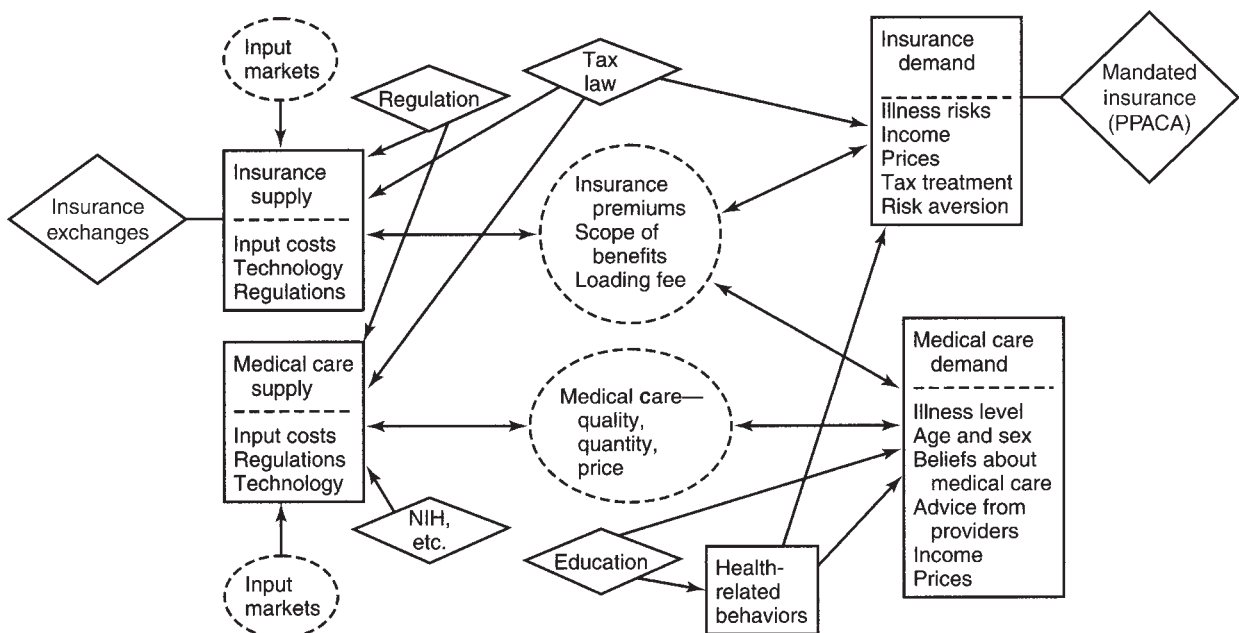 Input
markets
Regulation
Tax
law
Insurance
demand
Illness risks
Income
Prices
Tax treatment
Risk aversion
Mandated
insurance
(PPACA)
Insurance
exchanges
Insurance
supply
Input costs
Technology
Regulations
Insurance
premiums
Scope of
benefits
Loading fee
Medical care
supply
Input costs
Regulations
Technology
Medical care—
quality,
quantity,
price
Medical care
demand
Illness level
Age and sex
Beliefs about
medical care
Advice from
providers
Income
Prices
NIH,
etc.
Education
Health-
related
behaviors
Input
markets